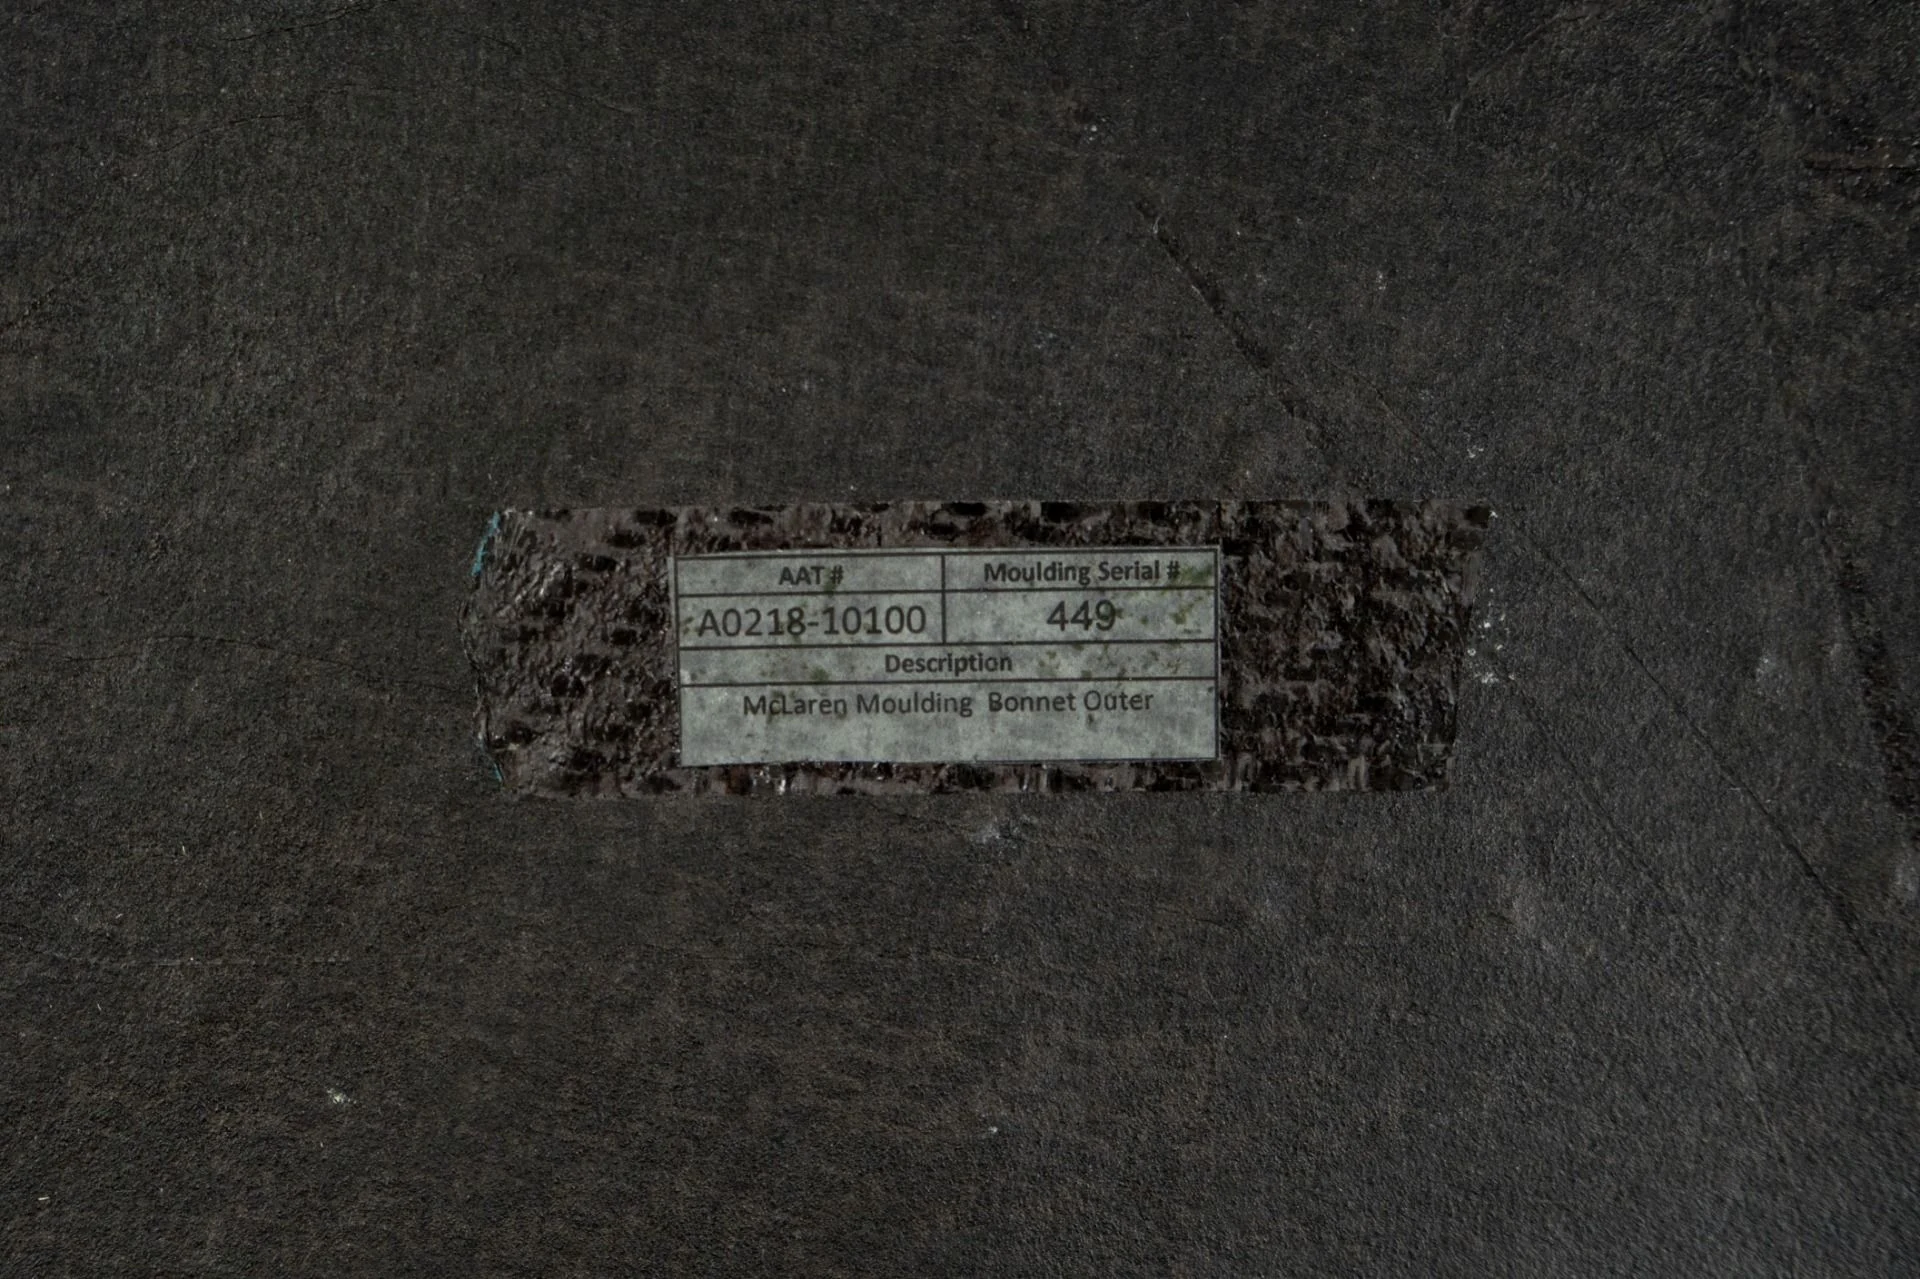 AAT # Moulding Serial #
A0218-10100 449
Description
McLaren Moulding Bonnet Outer